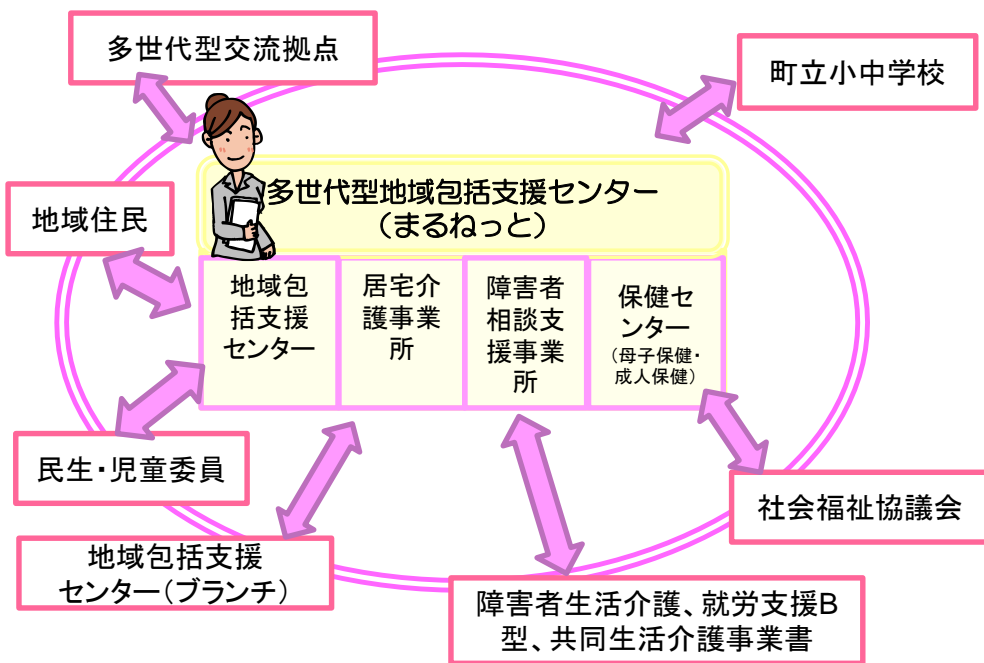 多世代型交流拠点
町立小中学校
多世代型地域包括支援センター
（まるねっと）
地域住民
地域包
括支援
センター
居宅介
護事業
所
障害者
相談支
援事業
所
保健セ
ンター
（母子保健・
成人保健）
民生・児童委員
社会福祉協議会
地域包括支援
センター（ブランチ）
障害者生活介護、就労支援B
型、共同生活介護事業書